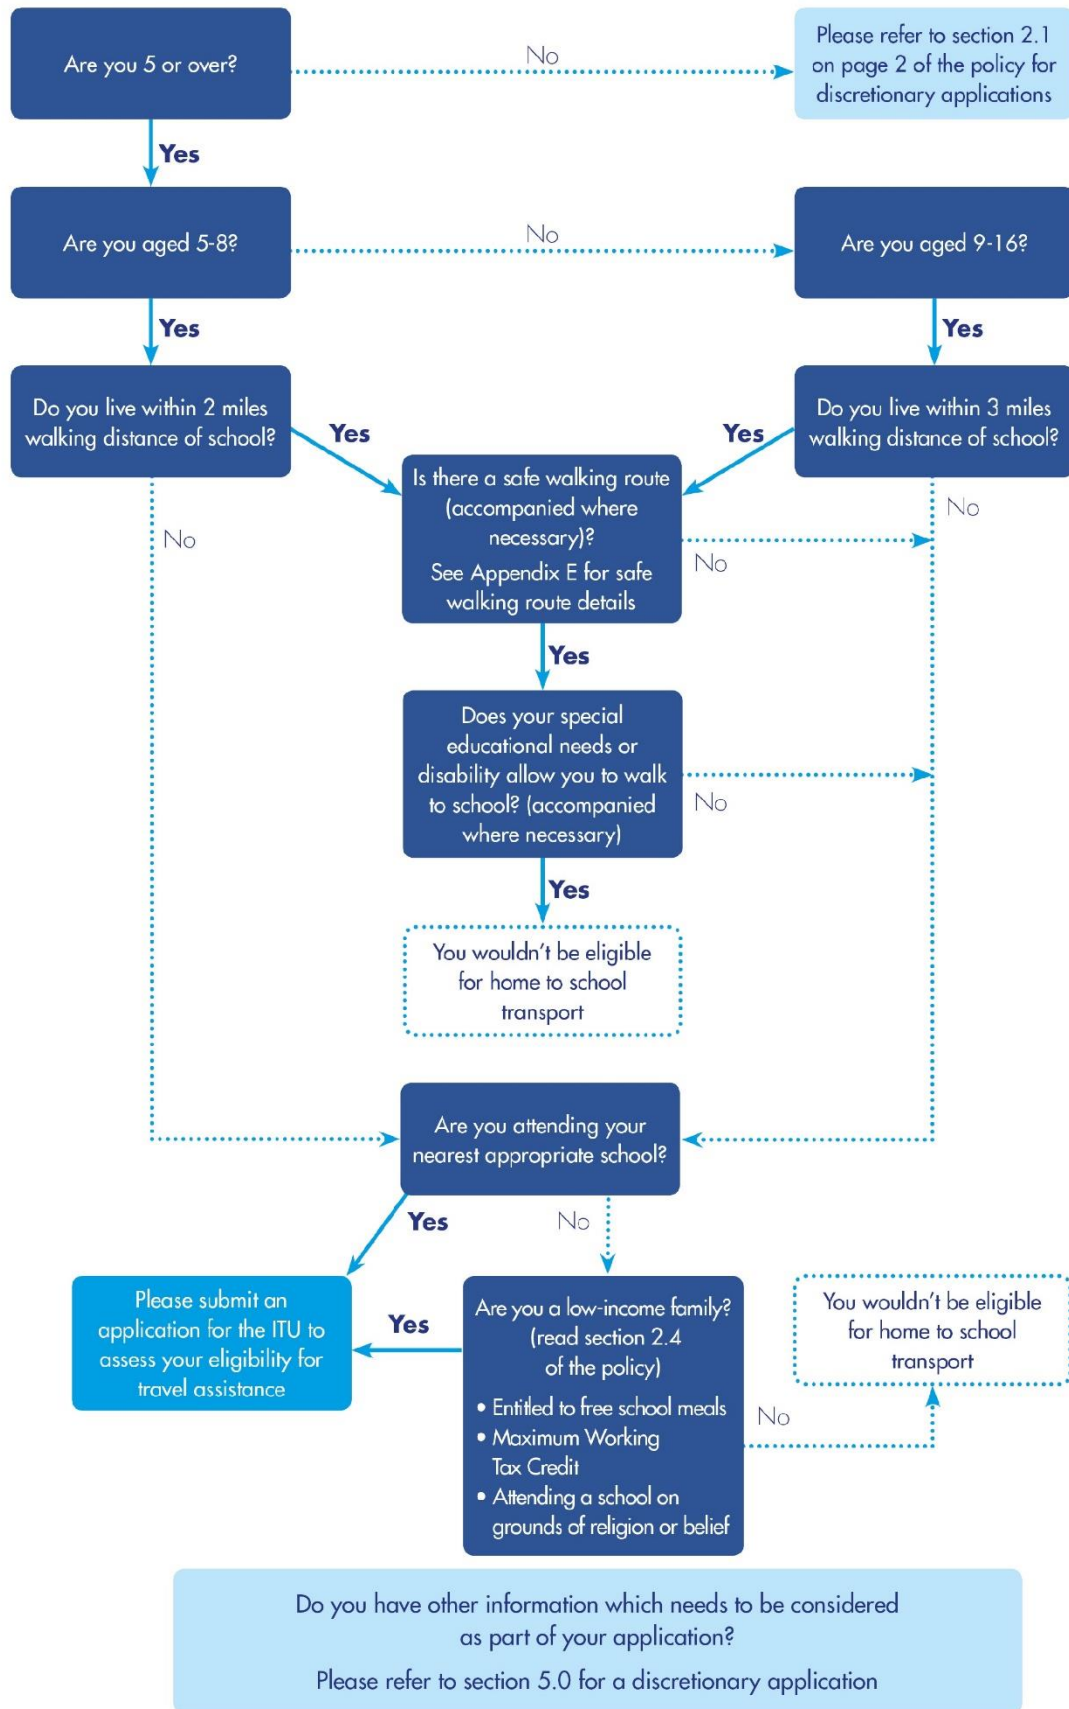 Are you 5 or over?
No
Please refer to section 2.1
on page 2 of the policy for
discretionary applications
Yes
Are you aged 5-8?
No
Are you aged 9-16?
Yes
Yes
Do you live within 2 miles
walking distance of school?
Yes
Yes
Do you live within 3 miles
walking distance of school?
Is there a safe walking route
(accompanied where
necessary)?
See Appendix E for safe
walking route details
No
No
No
Yes
Does your special
educational needs or
disability allow you to walk
to school? (accompanied
where necessary)
No
Yes
You wouldn't be eligible
for home to school
transport
Are you attending your
nearest appropriate school?
Yes
No
Please submit an
application for the ITU to
assess your eligibility for
travel assistance
Yes
Are you a low-income family?
(read section 2.4
of the policy)
• Entitled to free school meals
• Maximum Working
Tax Credit
• Attending a school on
grounds of religion or belief
No
You wouldn't be eligible
for home to school
transport
Do you have other information which needs to be considered
as part of your application?
Please refer to section 5.0 for a discretionary application